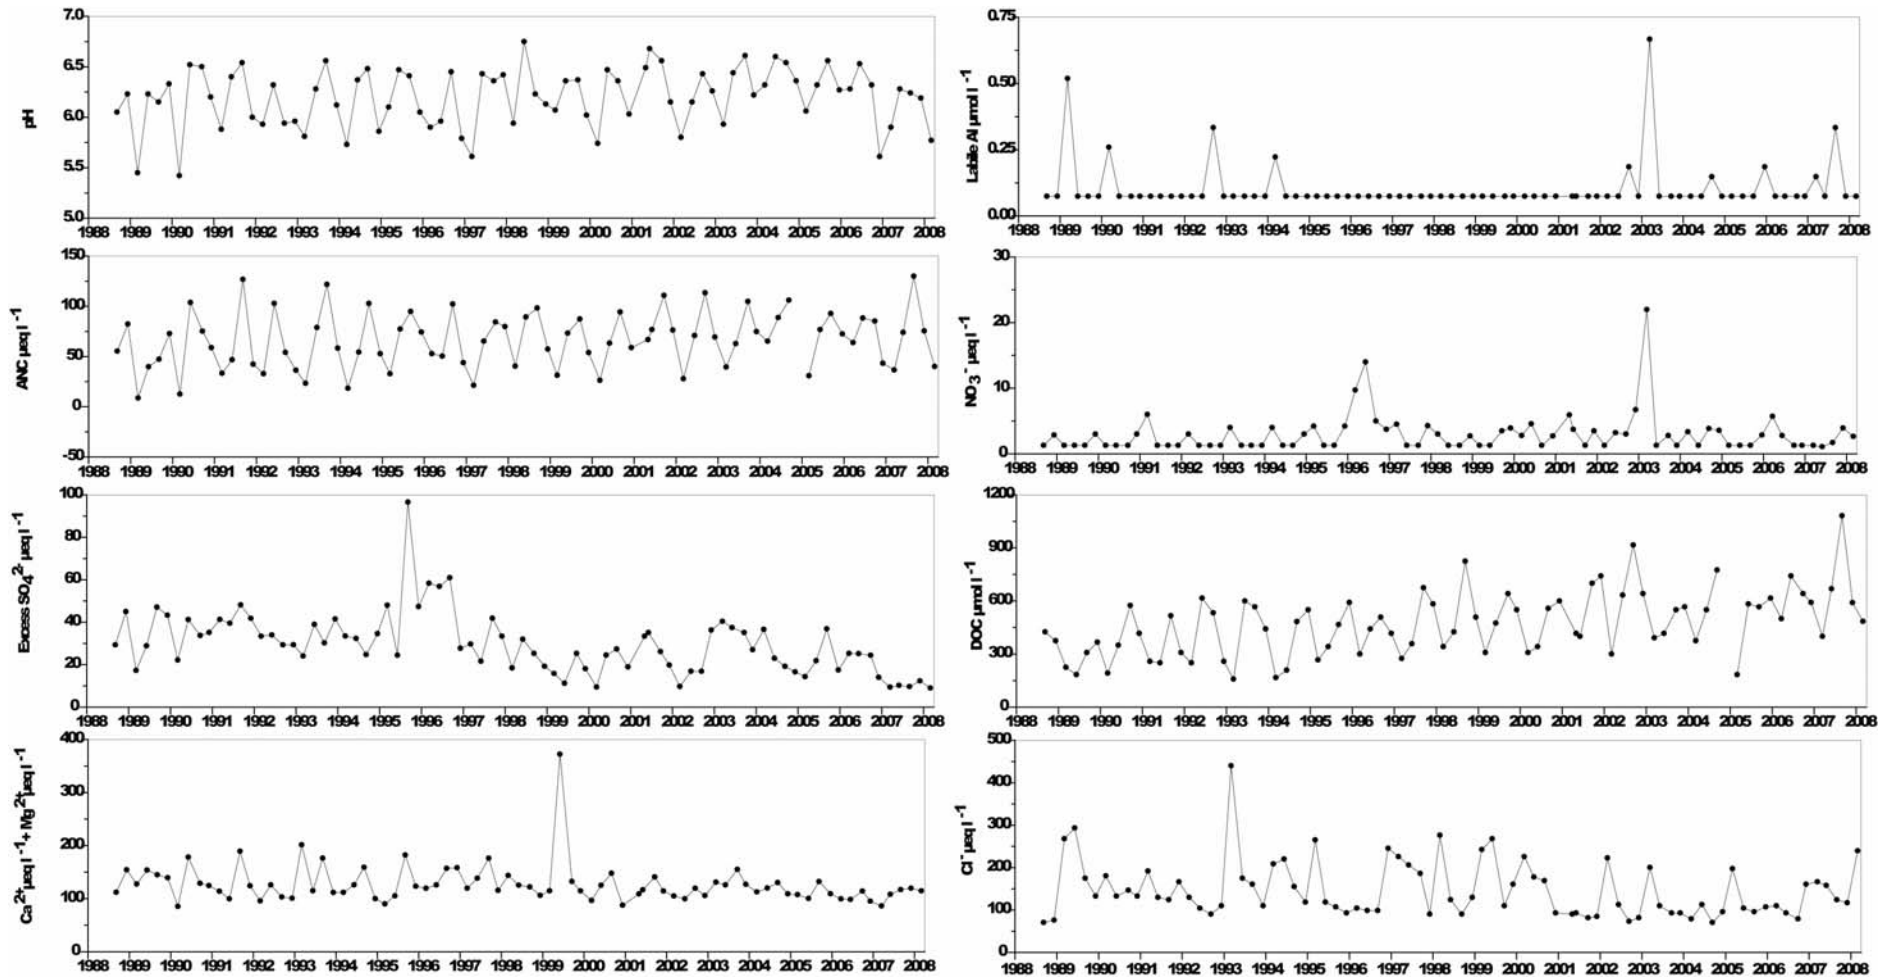 7.0
6.5
6.0
5.5
5.0
pH
1988 1989 1990 1991 1992 1993 1994 1995 1996 1997 1998 1999 2000 2001 2002 2003 2004 2005 2006 2007 2008
0.75
0.50
0.25
0.00
Labile Al µmol l⁻¹
1988 1989 1990 1991 1992 1993 1994 1995 1996 1997 1998 1999 2000 2001 2002 2003 2004 2005 2006 2007 2008
150
100
50
0
-50
ANC µeq l⁻¹
1988 1989 1990 1991 1992 1993 1994 1995 1996 1997 1998 1999 2000 2001 2002 2003 2004 2005 2006 2007 2008
30
20
10
0
NO₃⁻ µeq l⁻¹
1988 1989 1990 1991 1992 1993 1994 1995 1996 1997 1998 1999 2000 2001 2002 2003 2004 2005 2006 2007 2008
100
80
60
40
20
0
Excess SO₄²⁻ µeq l⁻¹
1988 1989 1990 1991 1992 1993 1994 1995 1996 1997 1998 1999 2000 2001 2002 2003 2004 2005 2006 2007 2008
1200
900
600
300
0
DOC µmol l⁻¹
1988 1989 1990 1991 1992 1993 1994 1995 1996 1997 1998 1999 2000 2001 2002 2003 2004 2005 2006 2007 2008
400
300
200
100
0
Ca²⁺µeq l⁻¹+ Mg²⁺µeq l⁻¹
1988 1989 1990 1991 1992 1993 1994 1995 1996 1997 1998 1999 2000 2001 2002 2003 2004 2005 2006 2007 2008
500
400
300
200
100
0
Cl⁻ µeq l⁻¹
1988 1989 1990 1991 1992 1993 1994 1995 1996 1997 1998 1999 2000 2001 2002 2003 2004 2005 2006 2007 2008